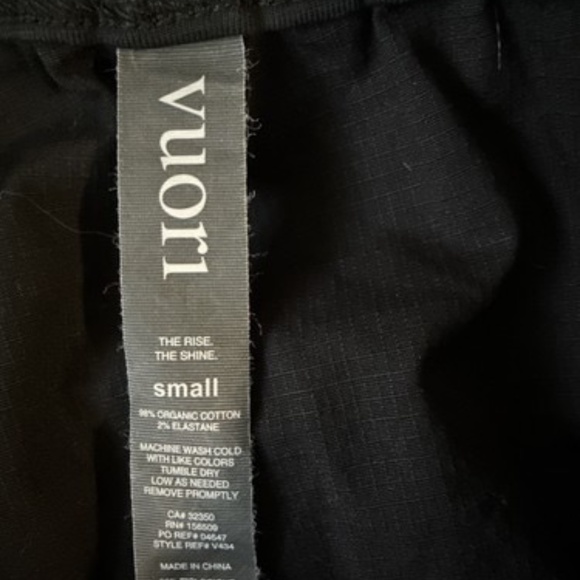 vuori
THE RISE.
THE SHINE.
small
98% ORGANIC COTTON
2% ELASTANE
MACHINE WASH COLD
WITH LIKE COLORS
TUMBLE DRY
LOW AS NEEDED
REMOVE PROMPTLY
CA# 32350
RN# 156509
PO REF# 04647
STYLE REF# V434
MADE IN CHINA